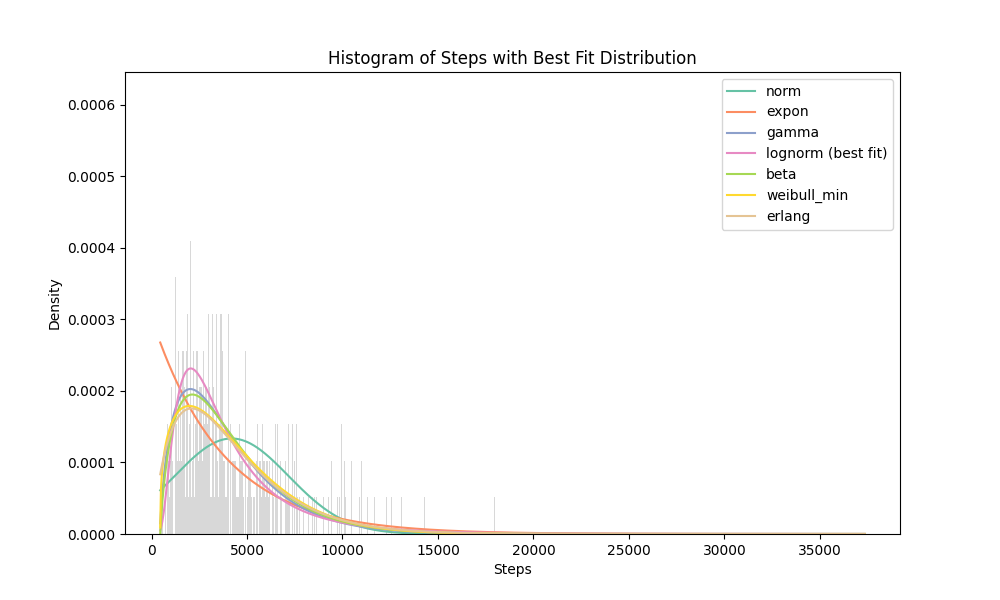 Histogram of Steps with Best Fit Distribution
norm
expon
gamma
lognorm (best fit)
beta
weibull_min
erlang
Density
0.0006
0.0005
0.0004
0.0003
0.0002
0.0001
0.0000
0 5000 10000 15000 20000 25000 30000 35000
Steps